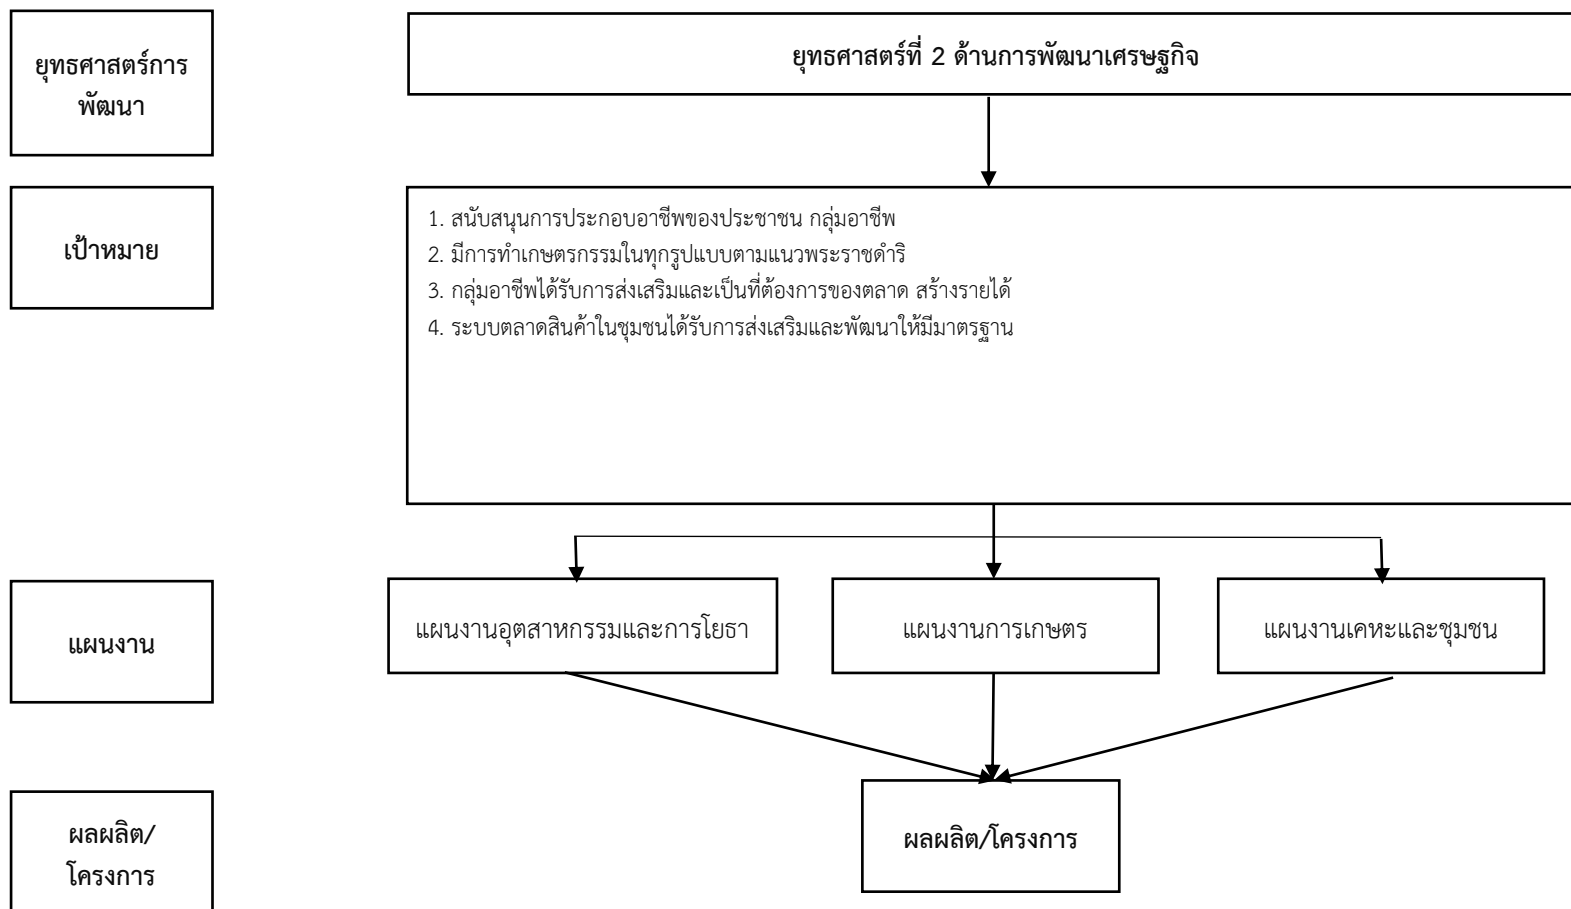 ยุทธศาสตร์การ
พัฒนา
ยุทธศาสตร์ที่ 2 ด้านการพัฒนาเศรษฐกิจ
เป้าหมาย
1. สนับสนุนการประกอบอาชีพของประชาชน กลุ่มอาชีพ
2. มีการทำเกษตรกรรมในทุกรูปแบบตามแนวพระราชดำริ
3. กลุ่มอาชีพได้รับการส่งเสริมและเป็นที่ต้องการของตลาด สร้างรายได้
4. ระบบตลาดสินค้าในชุมชนได้รับการส่งเสริมและพัฒนาให้มีมาตรฐาน
แผนงาน
แผนงานอุตสาหกรรมและการโยธา
แผนงานการเกษตร
แผนงานเคหะและชุมชน
ผลผลิต/
โครงการ
ผลผลิต/โครงการ